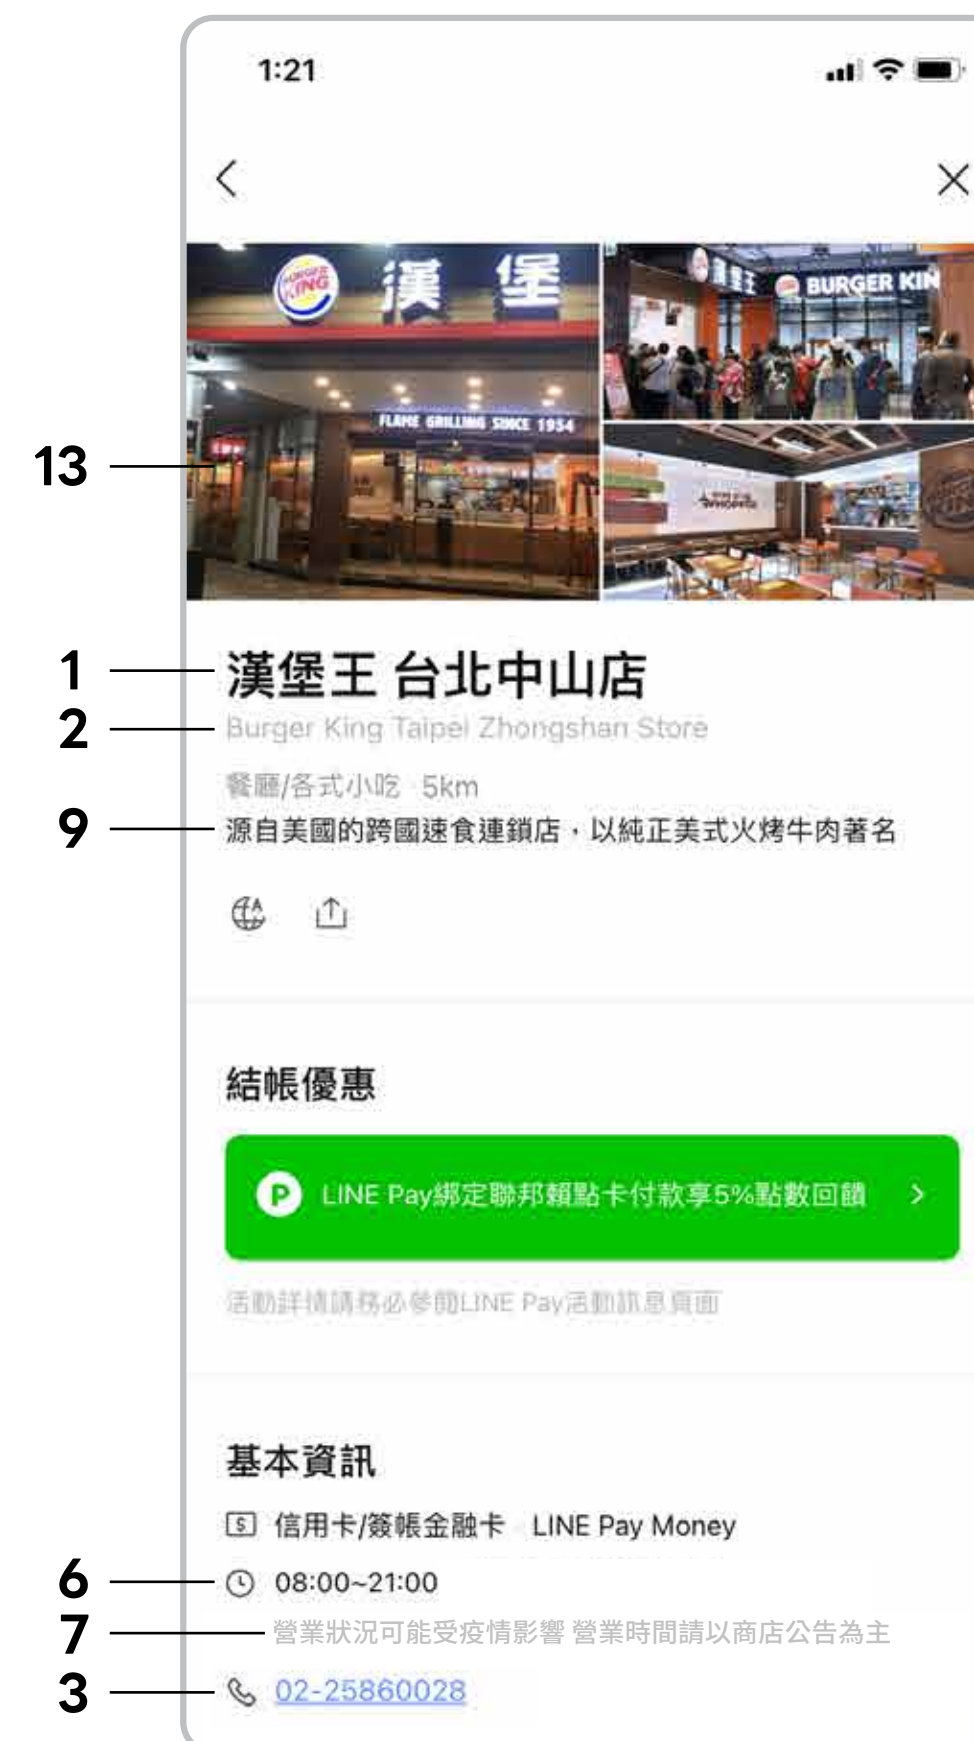 1:21
BURGER KING
漢 堡
FLAME GRILLING SINCE 1954
漢堡王
BURGER KIN
WHOPPER
13
1
漢堡王 台北中山店
2
Burger King Taipei Zhongshan Store
餐廳/各式小吃 · 5km
9
源自美國的跨國速食連鎖店，以純正美式火烤牛肉著名
結帳優惠
P LINE Pay綁定聯邦賴點卡付款享5%點數回饋
活動詳情請務必參閱LINE Pay活動訊息頁面
基本資訊
$ 信用卡/簽帳金融卡 LINE Pay Money
6
08:00~21:00
7
營業狀況可能受疫情影響 營業時間請以商店公告為主
3
02-25860028